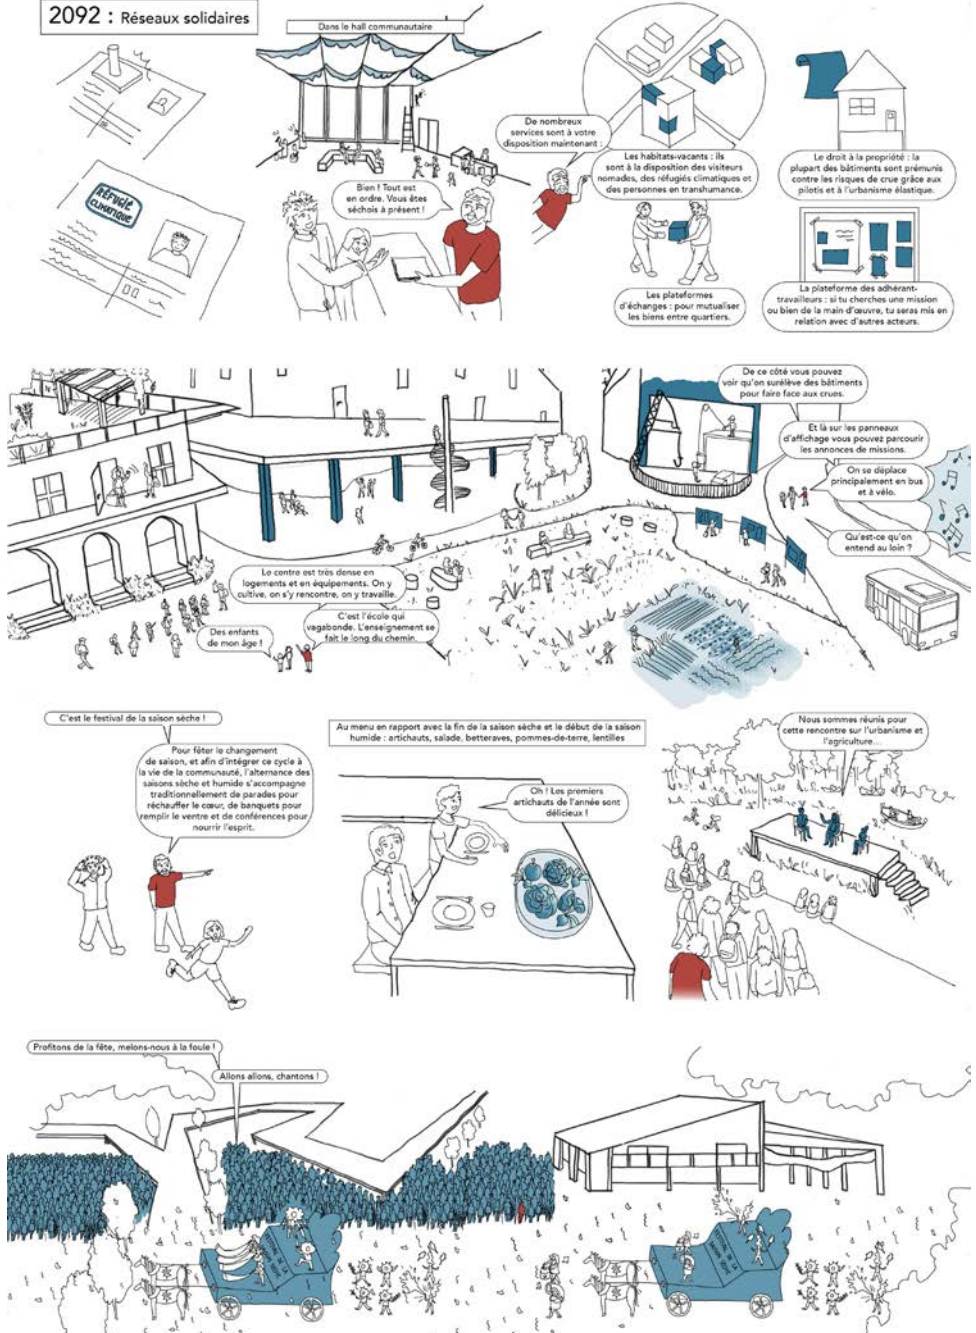 2092 : Réseaux solidaires
Dans le hall communautaire
RÉFUGIÉ
CLIMATIQUE
Bien ! Tout est
en ordre. Vous êtes
séchois à présent !
De nombreux
services sont à votre
disposition maintenant :
Les habitats-vacants : ils
sont à la disposition des visiteurs
nomades, des réfugiés climatiques et
des personnes en transhumance.
Le droit à la propriété : la
plupart des bâtiments sont prémunis
contre les risques de crue grâce aux
pilotis et à l'urbanisme élastique.
Les plateformes
d'échanges : pour mutualiser
les biens entre quartiers.
La plateforme des adhérant-
travailleurs : si tu cherches une mission
ou bien de la main d'œuvre, tu seras mis en
relation avec d'autres acteurs.
De ce côté vous pouvez
voir qu'on surélève des bâtiments
pour faire face aux crues.
Et là sur les panneaux
d'affichage vous pouvez parcourir
les annonces de missions.
On se déplace
principalement en bus
et à vélo.
Qu'est-ce qu'on
entend au loin ?
Le centre est très dense en
logements et en équipements. On y
cultive, on s'y rencontre, on y travaille.
Des enfants
de mon âge !
C'est l'école qui
vagabonde. L'enseignement se
fait le long du chemin.
C'est le festival de la saison sèche !
Pour fêter le changement
de saison, et afin d'intégrer ce cycle à
la vie de la communauté, l'alternance des
saisons sèche et humide s'accompagne
traditionnellement de parades pour
réchauffer le cœur, de banquets pour
remplir le ventre et de conférences pour
nourrir l'esprit.
Au menu en rapport avec la fin de la saison sèche et le début de la saison
humide : artichauts, salade, betteraves, pommes-de-terre, lentilles
Oh ! Les premiers
artichauts de l'année sont
délicieux !
Nous sommes réunis pour
cette rencontre sur l'urbanisme et
l'agriculture...
Profitons de la fête, melons-nous à la foule !
Allons allons, chantons !
FESTIVAL DE LA
SAISON SÈCHE
FESTIVAL DE LA
SAISON SÈCHE